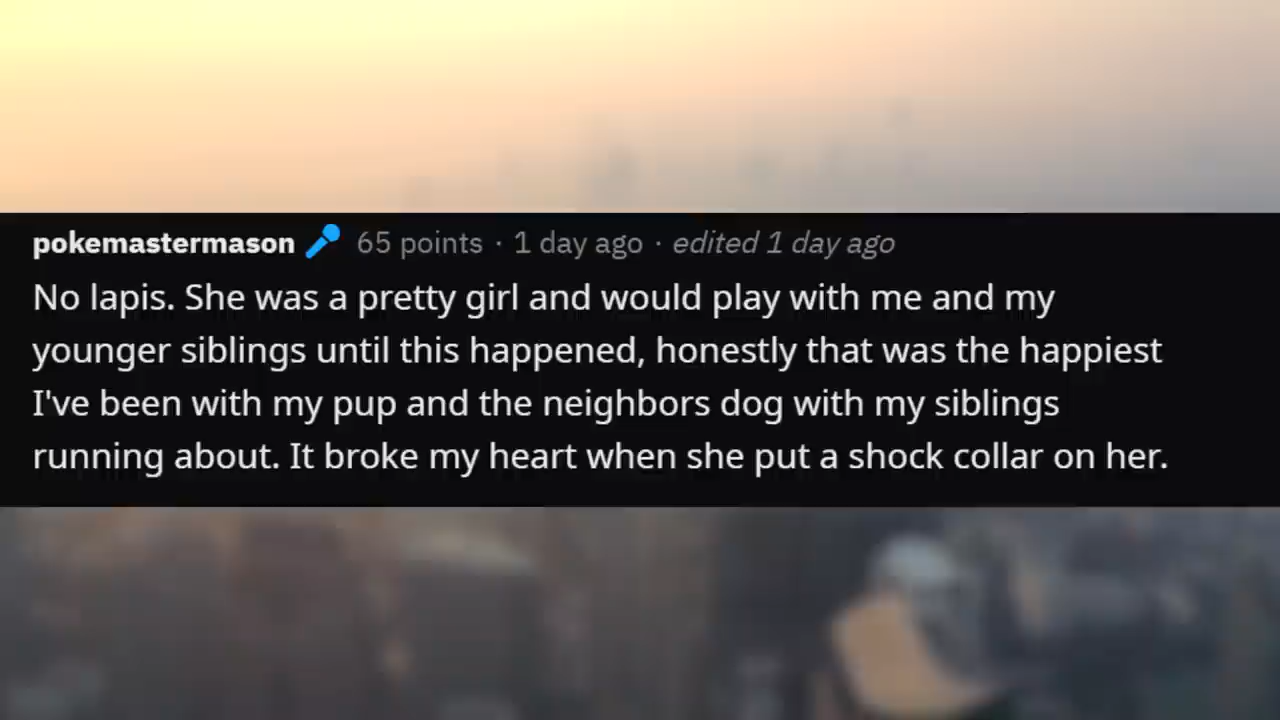 pokemastermason 65 points · 1 day ago · edited 1 day ago
No lapis. She was a pretty girl and would play with me and my
younger siblings until this happened, honestly that was the happiest
I've been with my pup and the neighbors dog with my siblings
running about. It broke my heart when she put a shock collar on her.